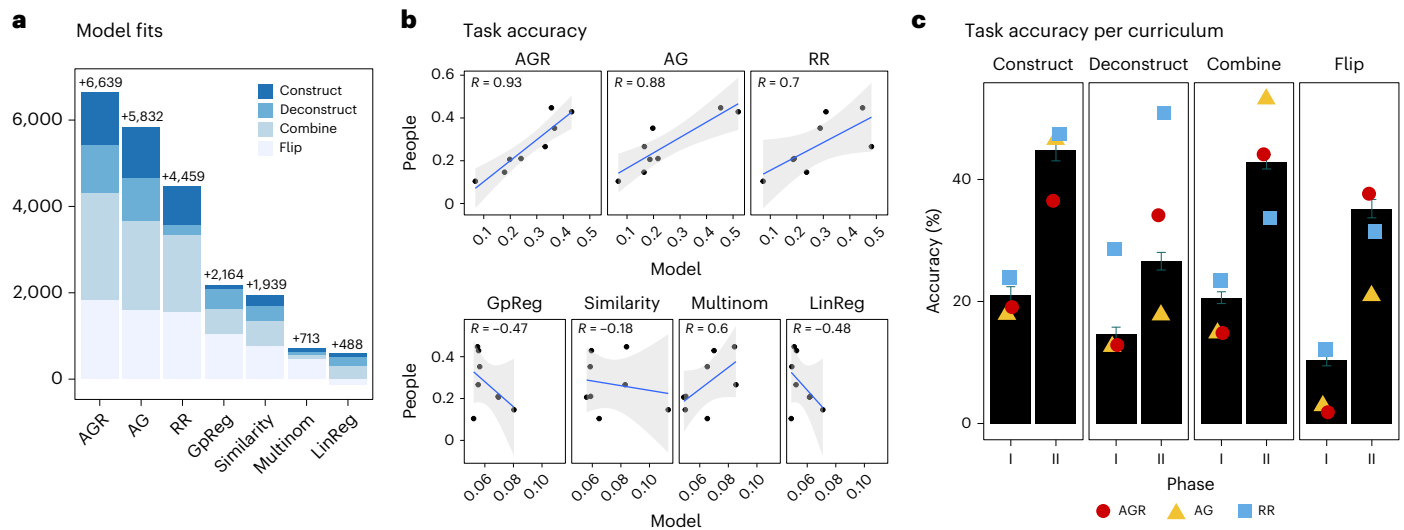 a
Model fits
+6,639
+5,832
+4,459
+2,164
+1,939
+713
+488
Construct
Deconstruct
Combine
Flip
6,000
4,000
2,000
0
AGR
AG
RR
GpReg
Similarity
Multinom
LinReg
b
Task accuracy
AGR
AG
RR
R = 0.93
R = 0.88
R = 0.7
People
0.6
0.4
0.2
0
0.1 0.2 0.3 0.4 0.5
0.1 0.2 0.3 0.4 0.5
0.1 0.2 0.3 0.4 0.5
Model
GpReg
Similarity
Multinom
LinReg
R = −0.47
R = −0.18
R = 0.6
R = −0.48
People
0.4
0.2
0
0.06 0.08 0.10
0.06 0.08 0.10
0.06 0.08 0.10
0.06 0.08 0.10
Model
c
Task accuracy per curriculum
Construct
Deconstruct
Combine
Flip
Accuracy (%)
40
20
0
I II
I II
I II
I II
Phase
AGR
AG
RR